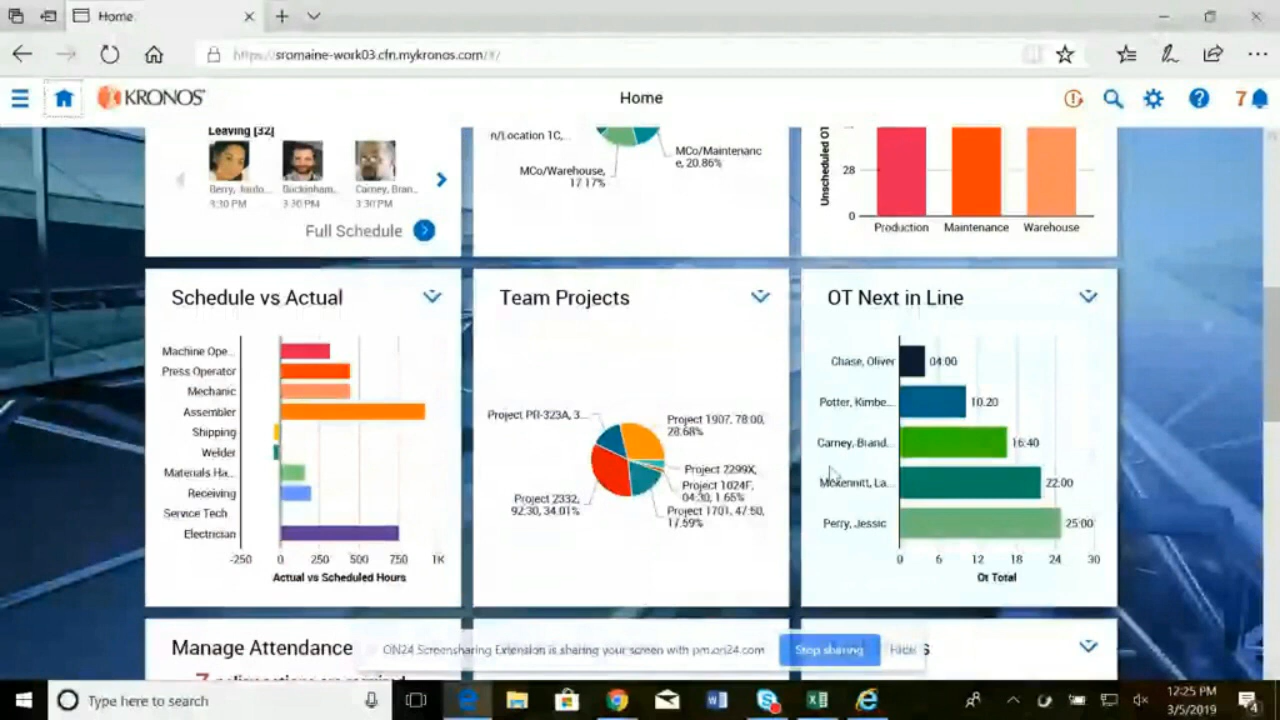 Home
https://sromaine-work03.cfn.mykronos.com/#/
KRONOS
Home
7
Leaving [32]
Carney, Bran...
3:30 PM
3:30 PM
3:30 PM
Full Schedule
n/Location 1C,...
MCo/Maintenanc
e, 20.86%
MCo/Warehouse,
17.17%
Unscheduled OT
28
0
Production
Maintenance
Warehouse
Schedule vs Actual
Machine Ope...
Press Operator
Mechanic
Assembler
Shipping
Welder
Materials Ha...
Receiving
Service Tech
Electrician
-250
0
250
500
750
1K
Actual vs Scheduled Hours
Team Projects
Project PR-323A, 3...
Project 1907, 78:00,
28.68%
Project 2299X,
Project 1024F,
04:30, 1.65%
Project 1701, 47:50,
17.59%
Project 2332,
92:30, 34.01%
OT Next in Line
Chase, Oliver
04:00
Potter, Kimbe...
10:20
Carney, Brand...
16:40
McKennitt, La...
22:00
Perry, Jessic
25:00
0
6
12
18
24
30
Ot Total
Manage Attendance
ON24 Screensharing Extension is sharing your screen with pm.on24.com
Stop sharing
Hide
s
Type here to search
12:25 PM
3/5/2019
4